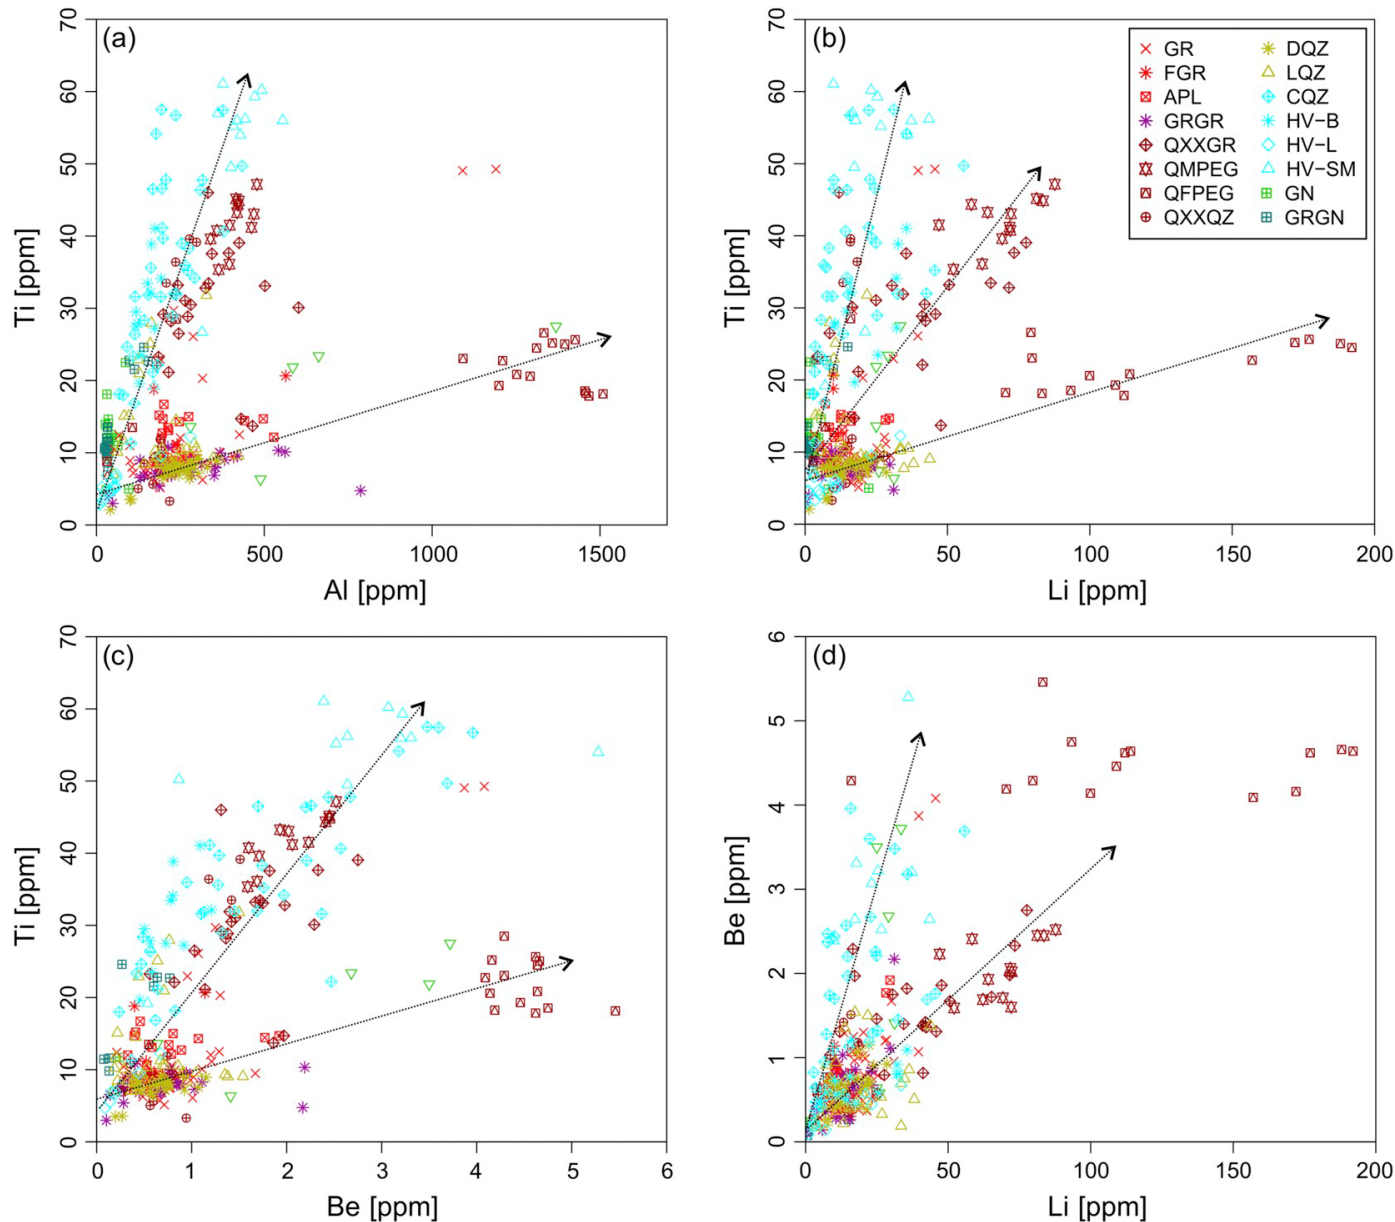 (a)
Ti [ppm]
0 10 20 30 40 50 60 70
0 500 1000 1500
Al [ppm]
(b)
Ti [ppm]
0 10 20 30 40 50 60 70
0 50 100 150 200
Li [ppm]
GR
FGR
APL
GRGR
QXXGR
QMPEG
QFPEG
QXXQZ
DQZ
LQZ
CQZ
HV−B
HV−L
HV−SM
GN
GRGN
(c)
Ti [ppm]
0 10 20 30 40 50 60 70
0 1 2 3 4 5 6
Be [ppm]
(d)
Be [ppm]
0 1 2 3 4 5 6
0 50 100 150 200
Li [ppm]